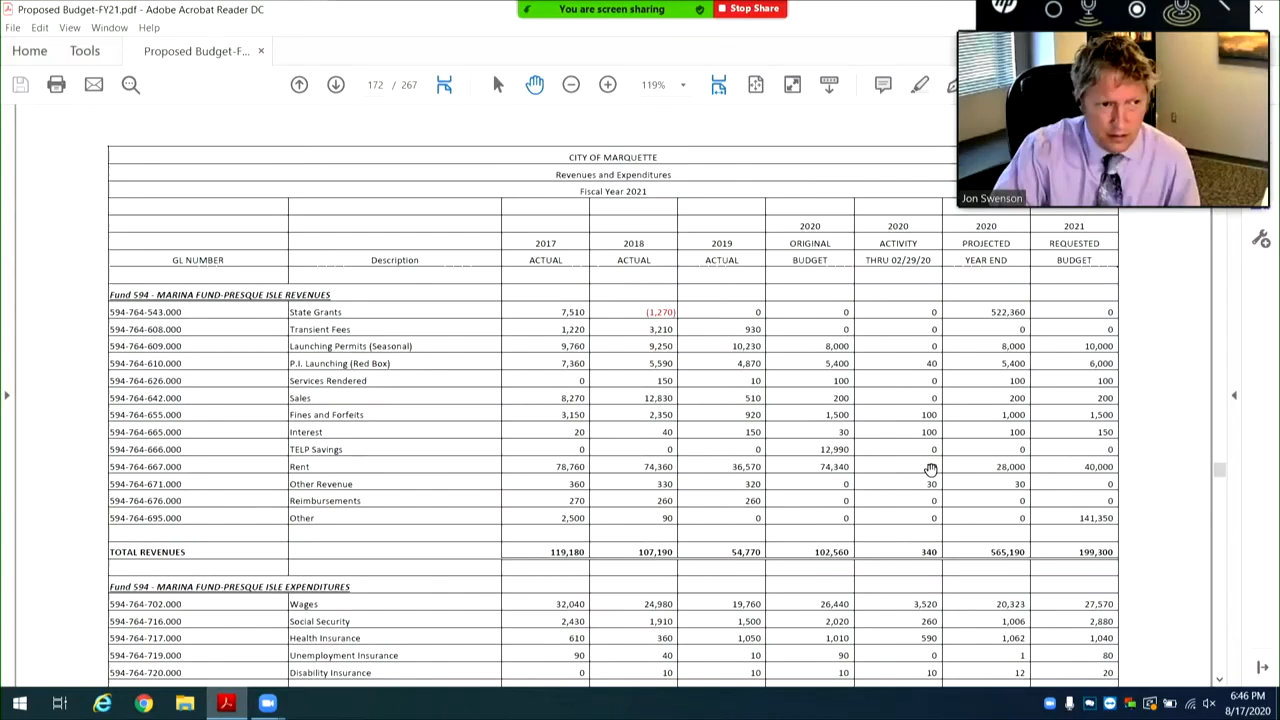 Proposed Budget-FY21.pdf - Adobe Acrobat Reader DC
You are screen sharing
Stop Share
File Edit View Window Help
Home Tools Proposed Budget-F... ×
172 / 267 119%
Jon Swenson
CITY OF MARQUETTE
Revenues and Expenditures
Fiscal Year 2021
2020 2020 2020 2021
2017 2018 2019 ORIGINAL ACTIVITY PROJECTED REQUESTED
GL NUMBER Description ACTUAL ACTUAL ACTUAL BUDGET THRU 02/29/20 YEAR END BUDGET
Fund 594 - MARINA FUND-PRESQUE ISLE REVENUES
594-764-543.000 State Grants 7,510 (1,270) 0 0 0 522,360 0
594-764-608.000 Transient Fees 1,220 3,210 930 0 0 0 0
594-764-609.000 Launching Permits (Seasonal) 9,760 9,250 10,230 8,000 0 8,000 10,000
594-764-610.000 P.I. Launching (Red Box) 7,360 5,590 4,870 5,400 40 5,400 6,000
594-764-626.000 Services Rendered 0 150 10 100 0 100 100
594-764-642.000 Sales 8,270 12,830 510 200 0 200 200
594-764-655.000 Fines and Forfeits 3,150 2,350 920 1,500 100 1,000 1,500
594-764-665.000 Interest 20 40 150 30 100 100 150
594-764-666.000 TELP Savings 0 0 0 12,990 0 0 0
594-764-667.000 Rent 78,760 74,360 36,570 74,340 28,000 40,000
594-764-671.000 Other Revenue 360 330 320 0 30 30 0
594-764-676.000 Reimbursements 270 260 260 0 0 0 0
594-764-695.000 Other 2,500 90 0 0 0 0 141,350
TOTAL REVENUES 119,180 107,190 54,770 102,560 340 565,190 199,300
Fund 594 - MARINA FUND-PRESQUE ISLE EXPENDITURES
594-764-702.000 Wages 32,040 24,980 19,760 26,440 3,520 20,323 27,570
594-764-716.000 Social Security 2,430 1,910 1,500 2,020 260 1,006 2,880
594-764-717.000 Health Insurance 610 360 1,050 1,010 590 1,062 1,040
594-764-719.000 Unemployment Insurance 90 40 10 90 0 1 80
594-764-720.000 Disability Insurance 0 10 10 10 10 12 20
6:46 PM
8/17/2020